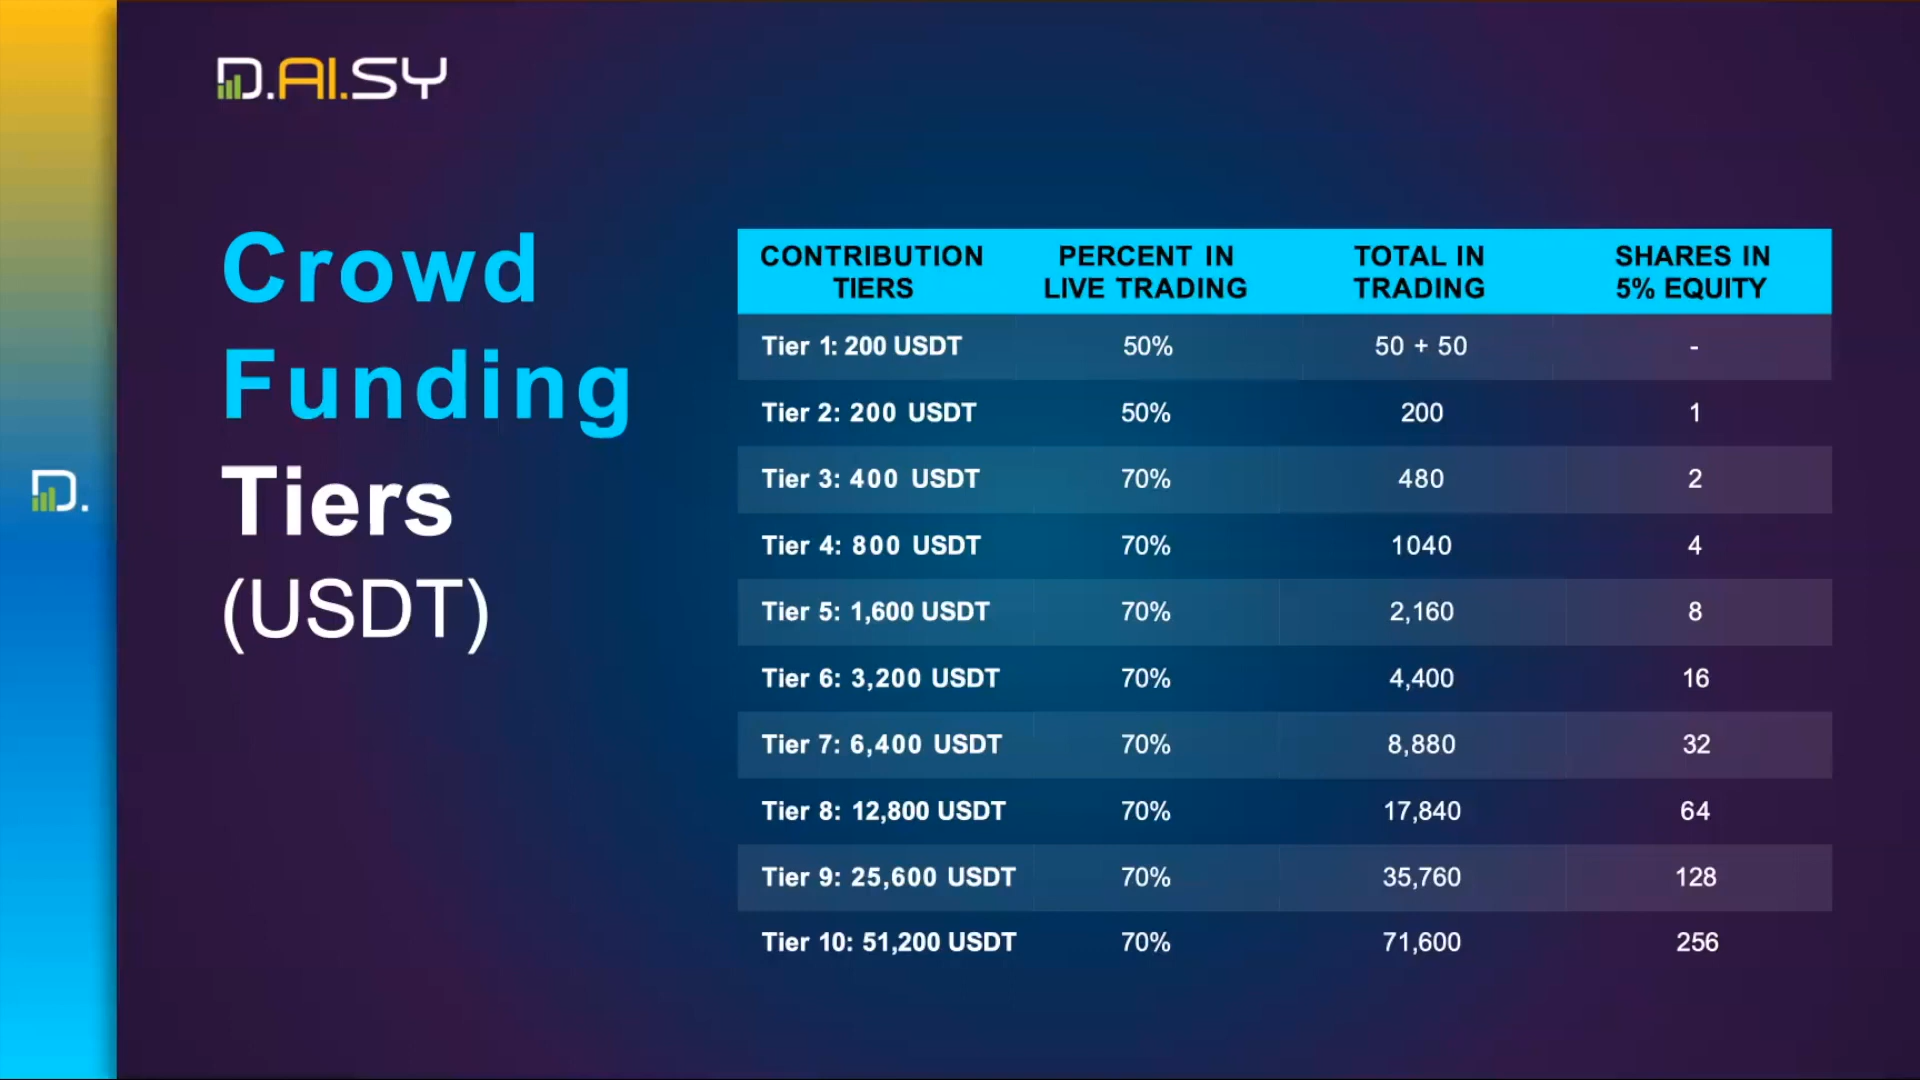 D.AI.SY
Crowd
Funding
Tiers
(USDT)
D.
CONTRIBUTION TIERS PERCENT IN LIVE TRADING TOTAL IN TRADING SHARES IN 5% EQUITY
Tier 1: 200 USDT 50% 50 + 50 -
Tier 2: 200 USDT 50% 200 1
Tier 3: 400 USDT 70% 480 2
Tier 4: 800 USDT 70% 1040 4
Tier 5: 1,600 USDT 70% 2,160 8
Tier 6: 3,200 USDT 70% 4,400 16
Tier 7: 6,400 USDT 70% 8,880 32
Tier 8: 12,800 USDT 70% 17,840 64
Tier 9: 25,600 USDT 70% 35,760 128
Tier 10: 51,200 USDT 70% 71,600 256